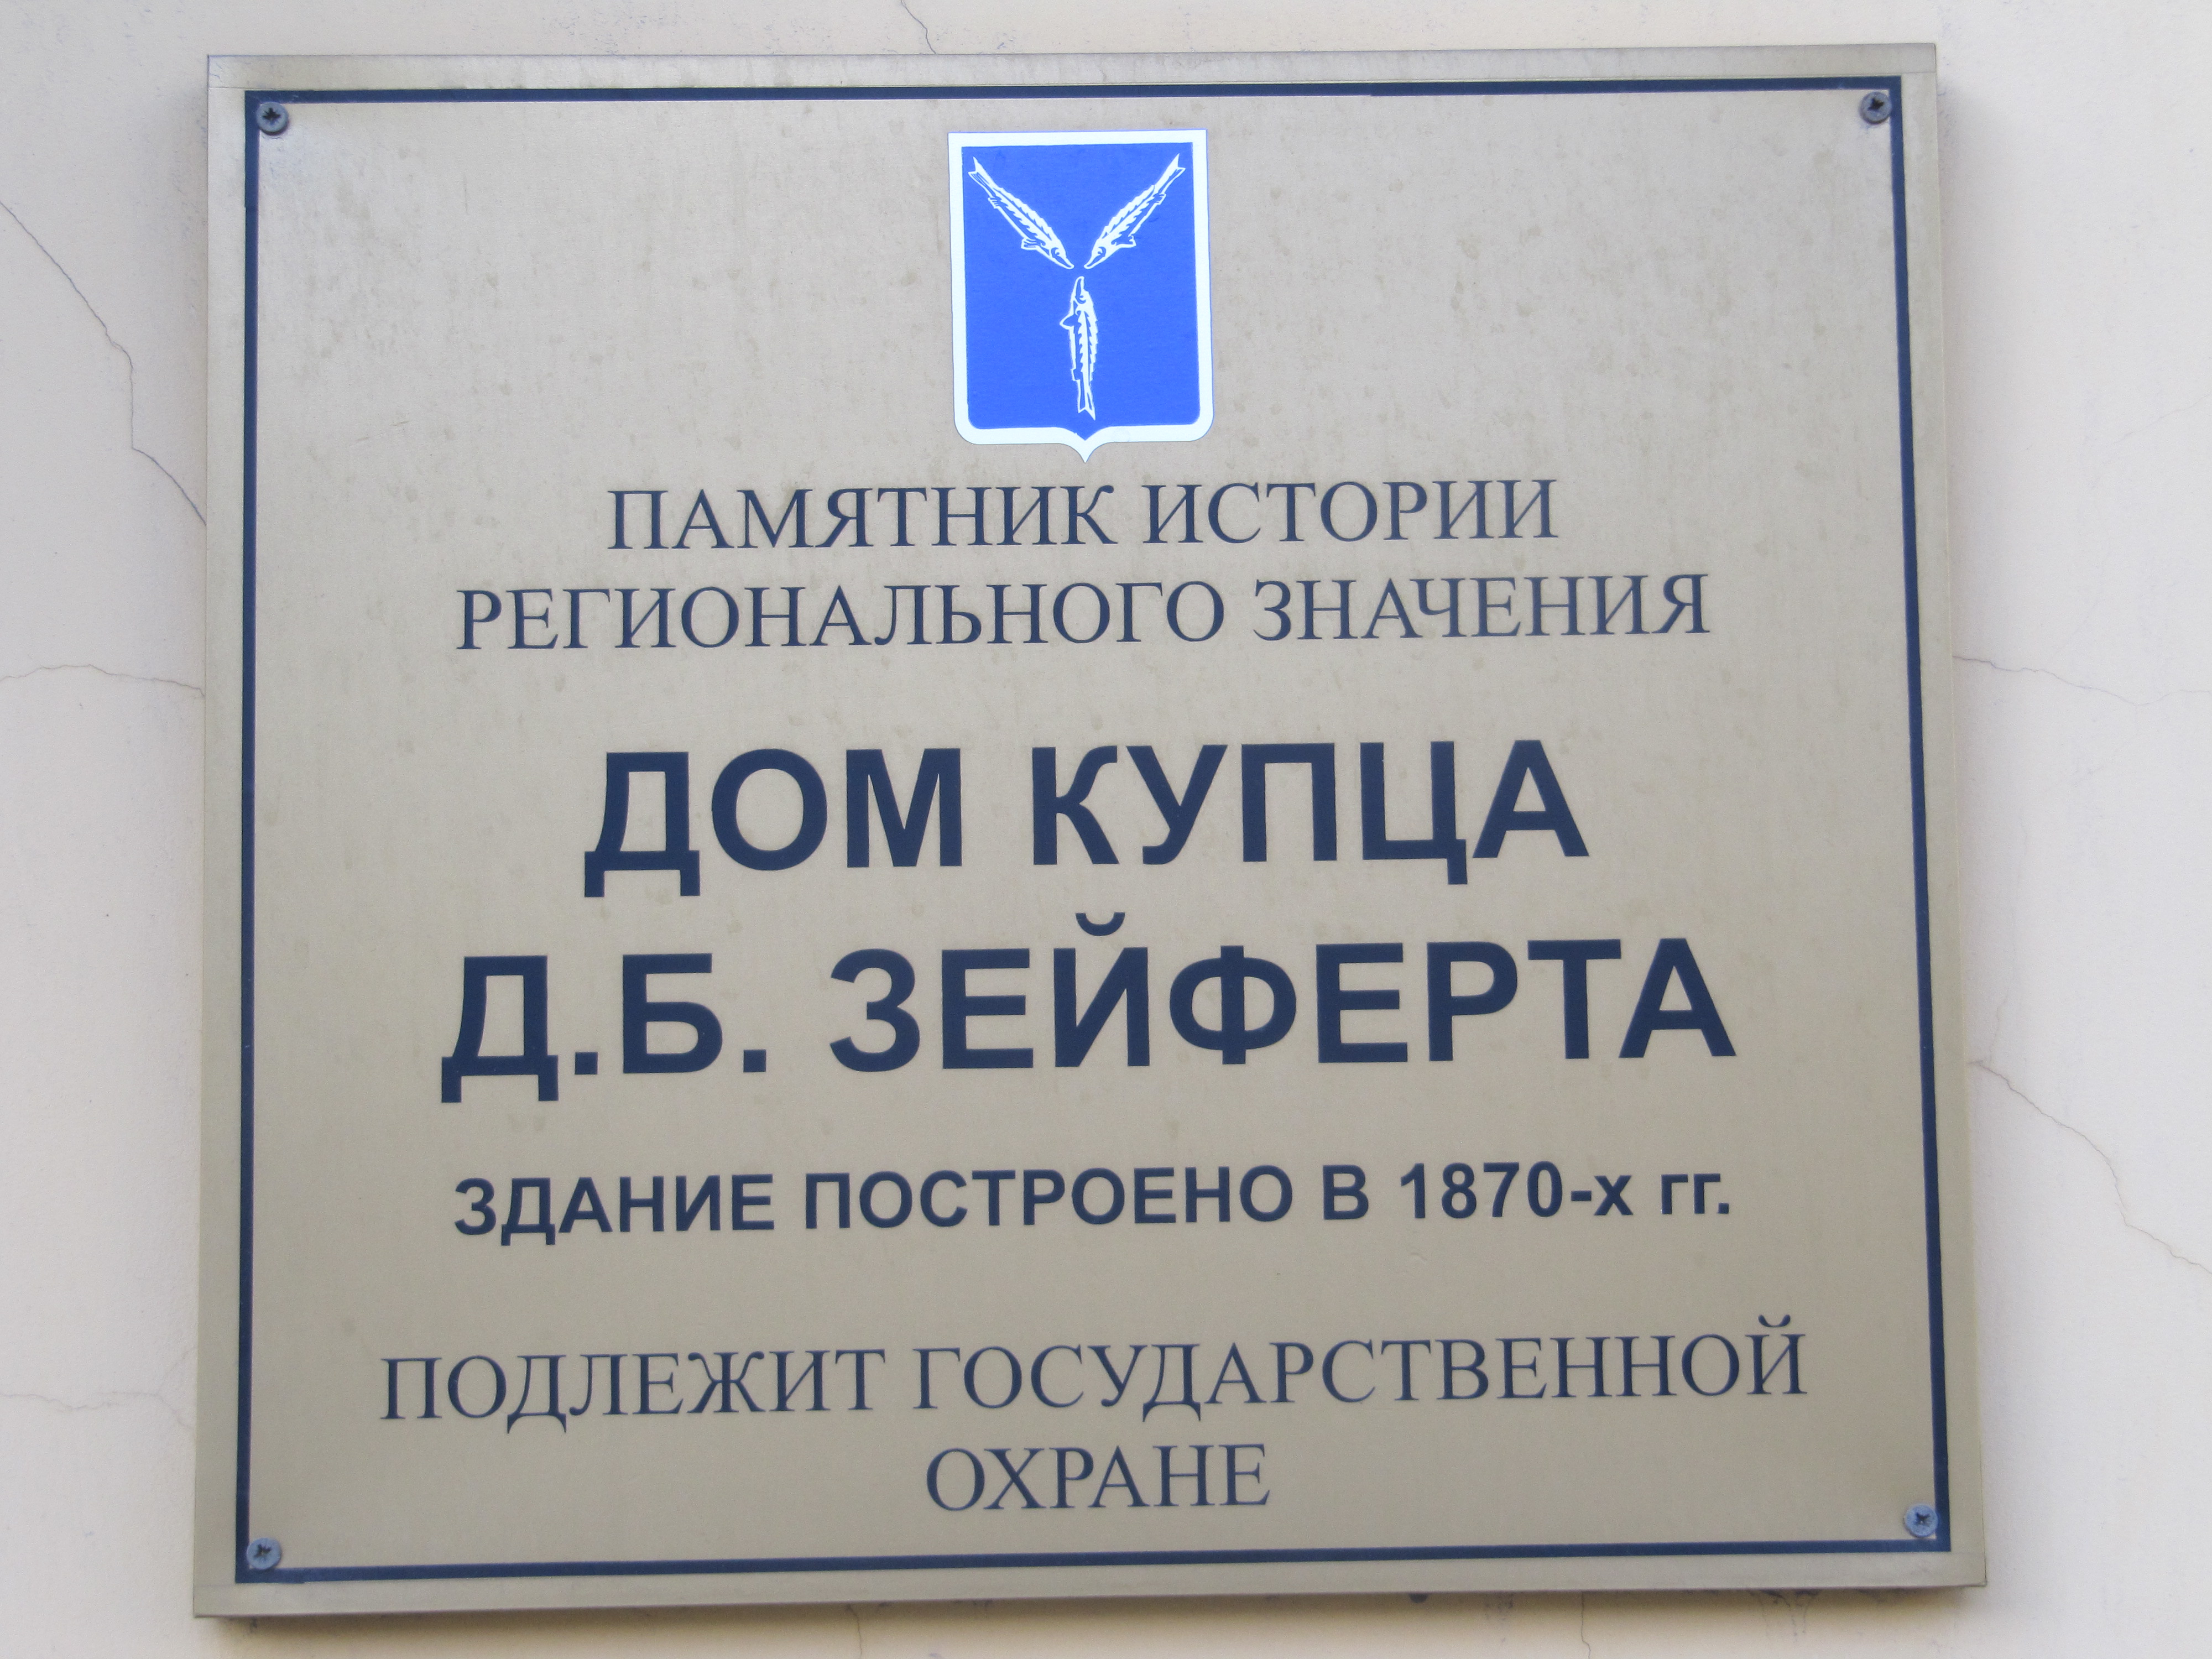 ПАМЯТНИК ИСТОРИИ
РЕГИОНАЛЬНОГО ЗНАЧЕНИЯ
ДОМ КУПЦА
Д.Б. ЗЕЙФЕРТА
ЗДАНИЕ ПОСТРОЕНО В 1870-х гг.
ПОДЛЕЖИТ ГОСУДАРСТВЕННОЙ
ОХРАНЕ